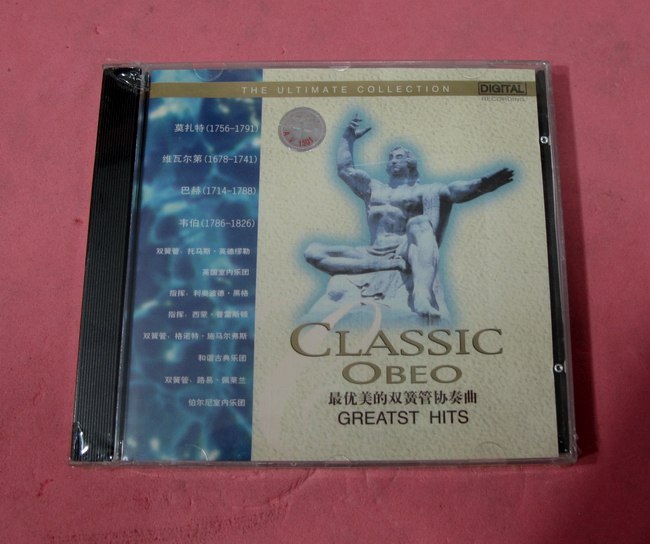 THE ULTIMATE COLLECTION
DIGITAL
RECORDING
莫扎特(1756-1791)
维瓦尔第(1678-1741)
巴赫(1714-1788)
韦伯(1786-1826)
双簧管:托马斯·英德缪勒
英国室内乐团
指挥:利奥波德·黑格
指挥:西蒙·普雷斯顿
双簧管:格诺特·施马尔弗斯
和谐古典乐团
双簧管:路易·佩莱兰
伯尔尼室内乐团
CLASSIC
OBEO
最优美的双簧管协奏曲
GREATST HITS